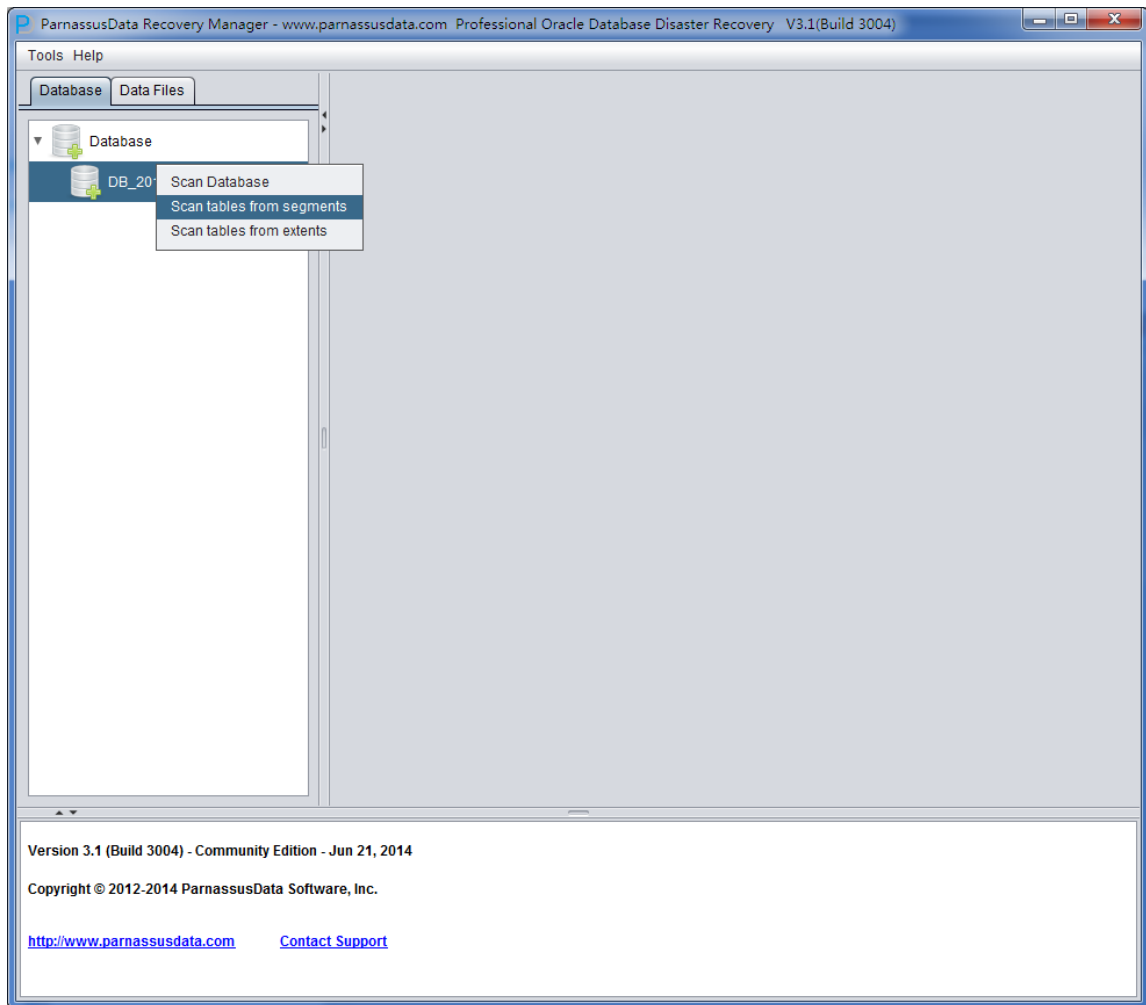 ParnassusData Recovery Manager - www.parnassusdata.com Professional Oracle Database Disaster Recovery V3.1(Build 3004)
Tools Help
Database Data Files
Database
DB_201
Scan Database
Scan tables from segments
Scan tables from extents
Version 3.1 (Build 3004) - Community Edition - Jun 21, 2014
Copyright © 2012-2014 ParnassusData Software, Inc.
http://www.parnassusdata.com Contact Support